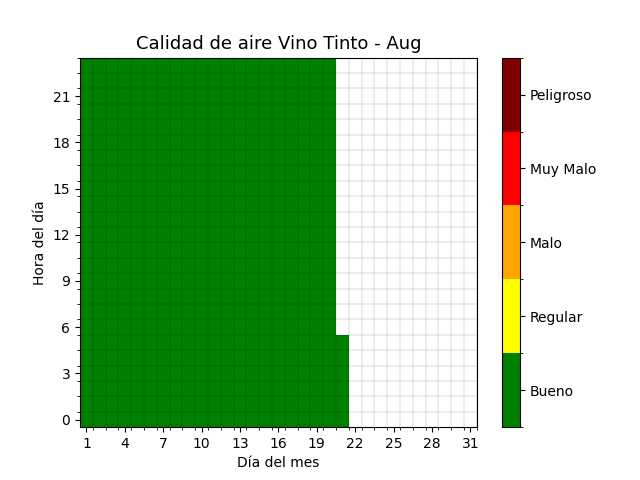 Calidad de aire Vino Tinto - Aug
Hora del día
21
18
15
12
9
6
3
0
1 4 7 10 13 16 19 22 25 28 31
Día del mes
Peligroso
Muy Malo
Malo
Regular
Bueno